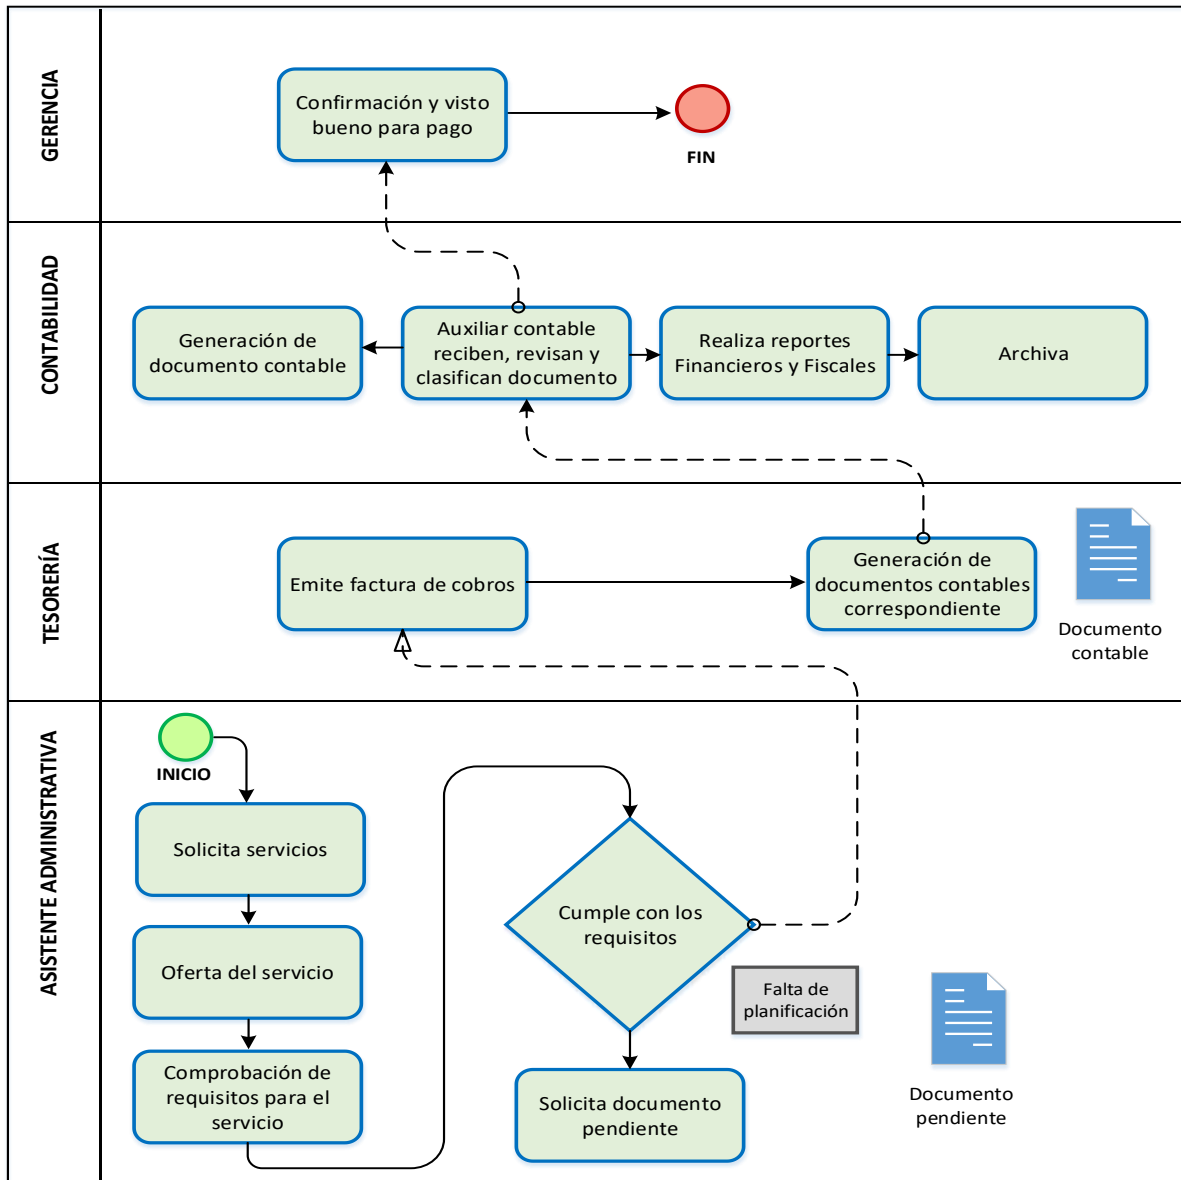 GERENCIA
Confirmación y visto
bueno para pago
FIN
CONTABILIDAD
Generación de
documento contable
Auxiliar contable
reciben, revisan y
clasifican documento
Realiza reportes
Financieros y Fiscales
Archiva
TESORERÍA
Emite factura de cobros
Generación de
documentos contables
correspondiente
Documento
contable
ASISTENTE ADMINISTRATIVA
INICIO
Solicita servicios
Oferta del servicio
Comprobación de
requisitos para el
servicio
Cumple con los
requisitos
Falta de
planificación
Solicita documento
pendiente
Documento
pendiente